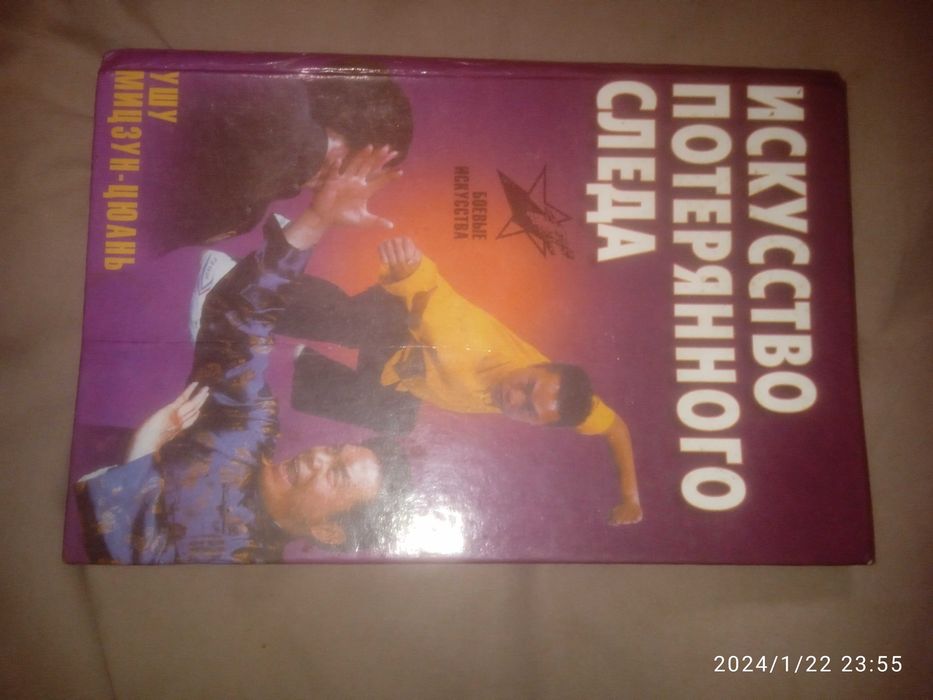 ИСКУССТВО
ПОТЕРЯННОГО
СЛЕДА
БОЕВЫЕ
ИСКУССТВА
УШУ
МИЦЗУН-ЦЮАНЬ
2024/1/22 23:55